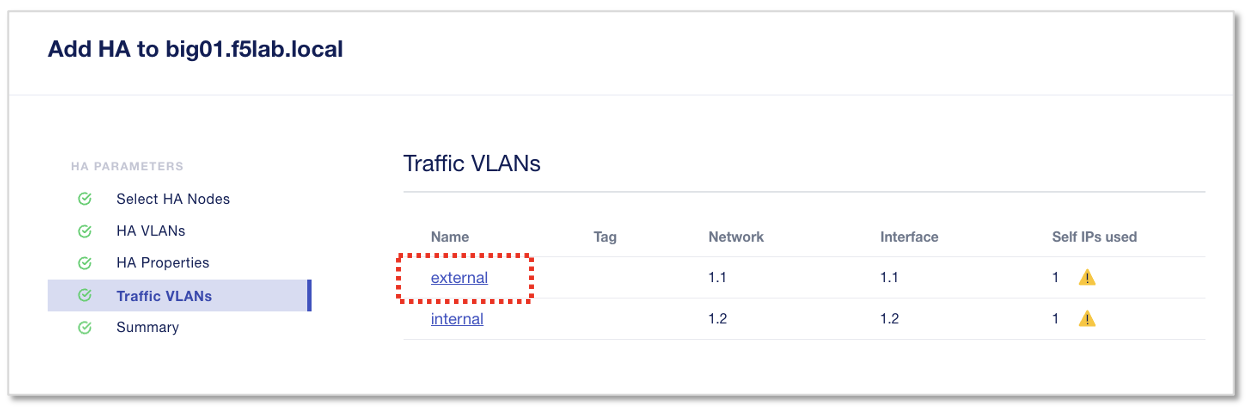 Add HA to big01.f5lab.local
HA PARAMETERS
Select HA Nodes
HA VLANs
HA Properties
Traffic VLANs
Summary
Traffic VLANs
Name Tag Network Interface Self IPs used
external 1.1 1.1 1
internal 1.2 1.2 1